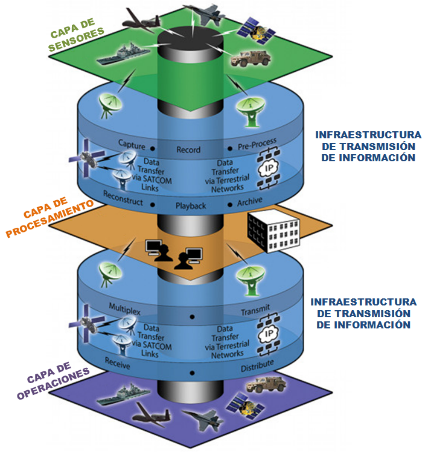 CAPA DE
SENSORES
Capture • Record • Pre-Process
INFRAESTRUCTURA
DE TRANSMISIÓN
DE INFORMACIÓN
Data
Transfer
via SATCOM
Links
Data
Transfer
via Terrestrial
Networks
IP
Reconstruct • Playback • Archive
CAPA DE
PROCESAMIENTO
Multiplex • Transmit
INFRAESTRUCTURA
DE TRANSMISIÓN
DE INFORMACIÓN
Data
Transfer
via SATCOM
Links
Data
Transfer
via Terrestrial
Networks
IP
Receive • Distribute
CAPA DE
OPERACIONES